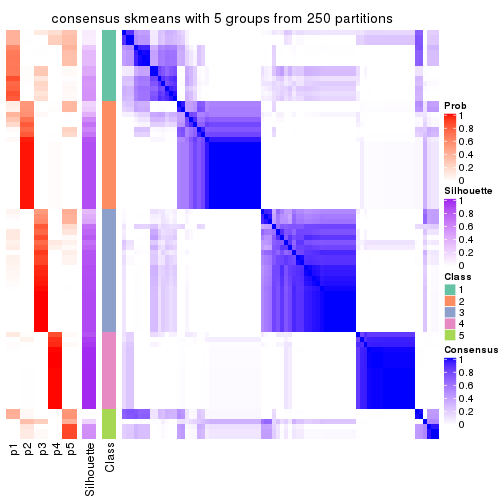 consensus skmeans with 5 groups from 250 partitions
Prob
1
0.8
0.6
0.4
0.2
0
Silhouette
1
0.8
0.6
0.4
0.2
0
Class
1
2
3
4
5
Consensus
1
0.8
0.6
0.4
0.2
0
p1
p2
p3
p4
p5
Silhouette
Class